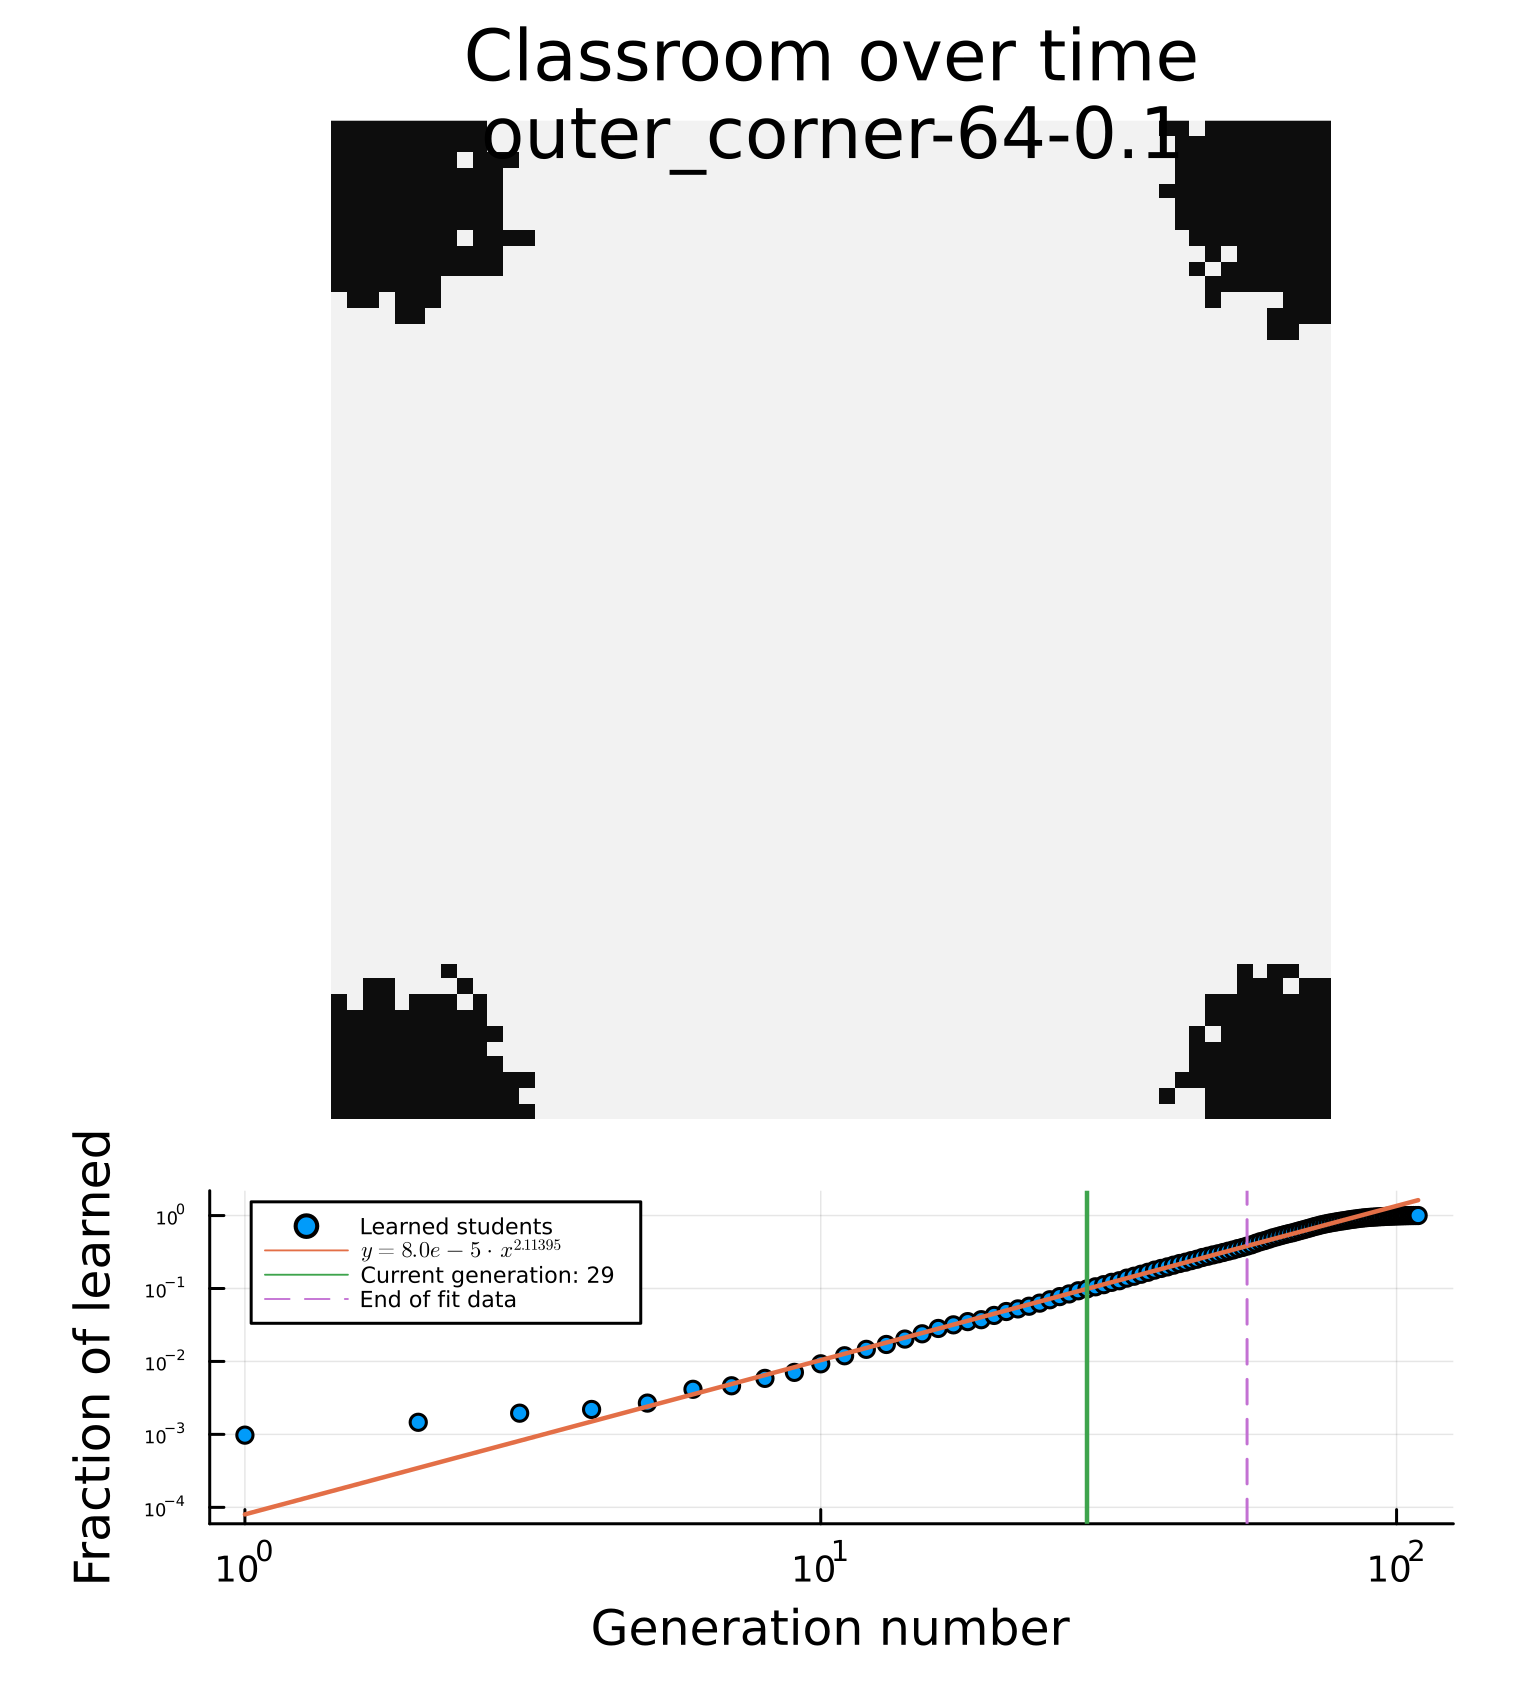 Classroom over time
outer_corner-64-0.1
Fraction of learned
10^0
10^-1
10^-2
10^-3
10^-4
Learned students
y = 8.0e − 5 · x^2.11395
Current generation: 29
End of fit data
10^0 10^1 10^2
Generation number